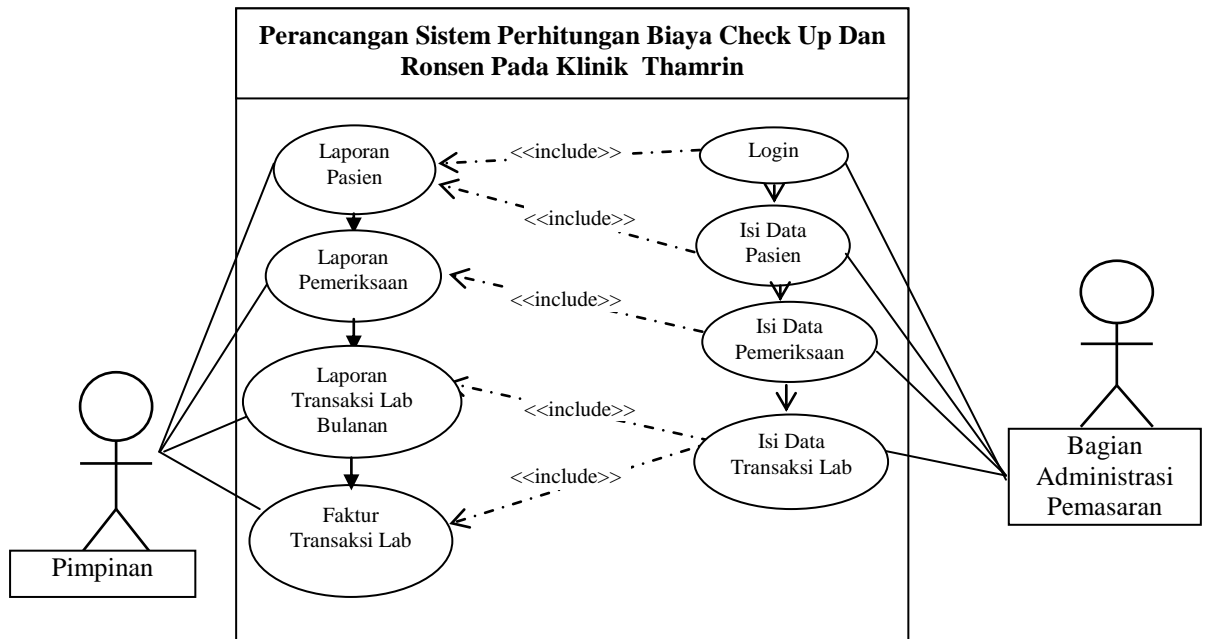 Perancangan Sistem Perhitungan Biaya Check Up Dan
Ronsen Pada Klinik Thamrin
Laporan
Pasien
<<include>>
Login
<<include>>
Isi Data
Pasien
Laporan
Pemeriksaan
<<include>>
Isi Data
Pemeriksaan
Laporan
Transaksi Lab
Bulanan
<<include>>
Isi Data
Transaksi Lab
<<include>>
Faktur
Transaksi Lab
Pimpinan
Bagian
Administrasi
Pemasaran